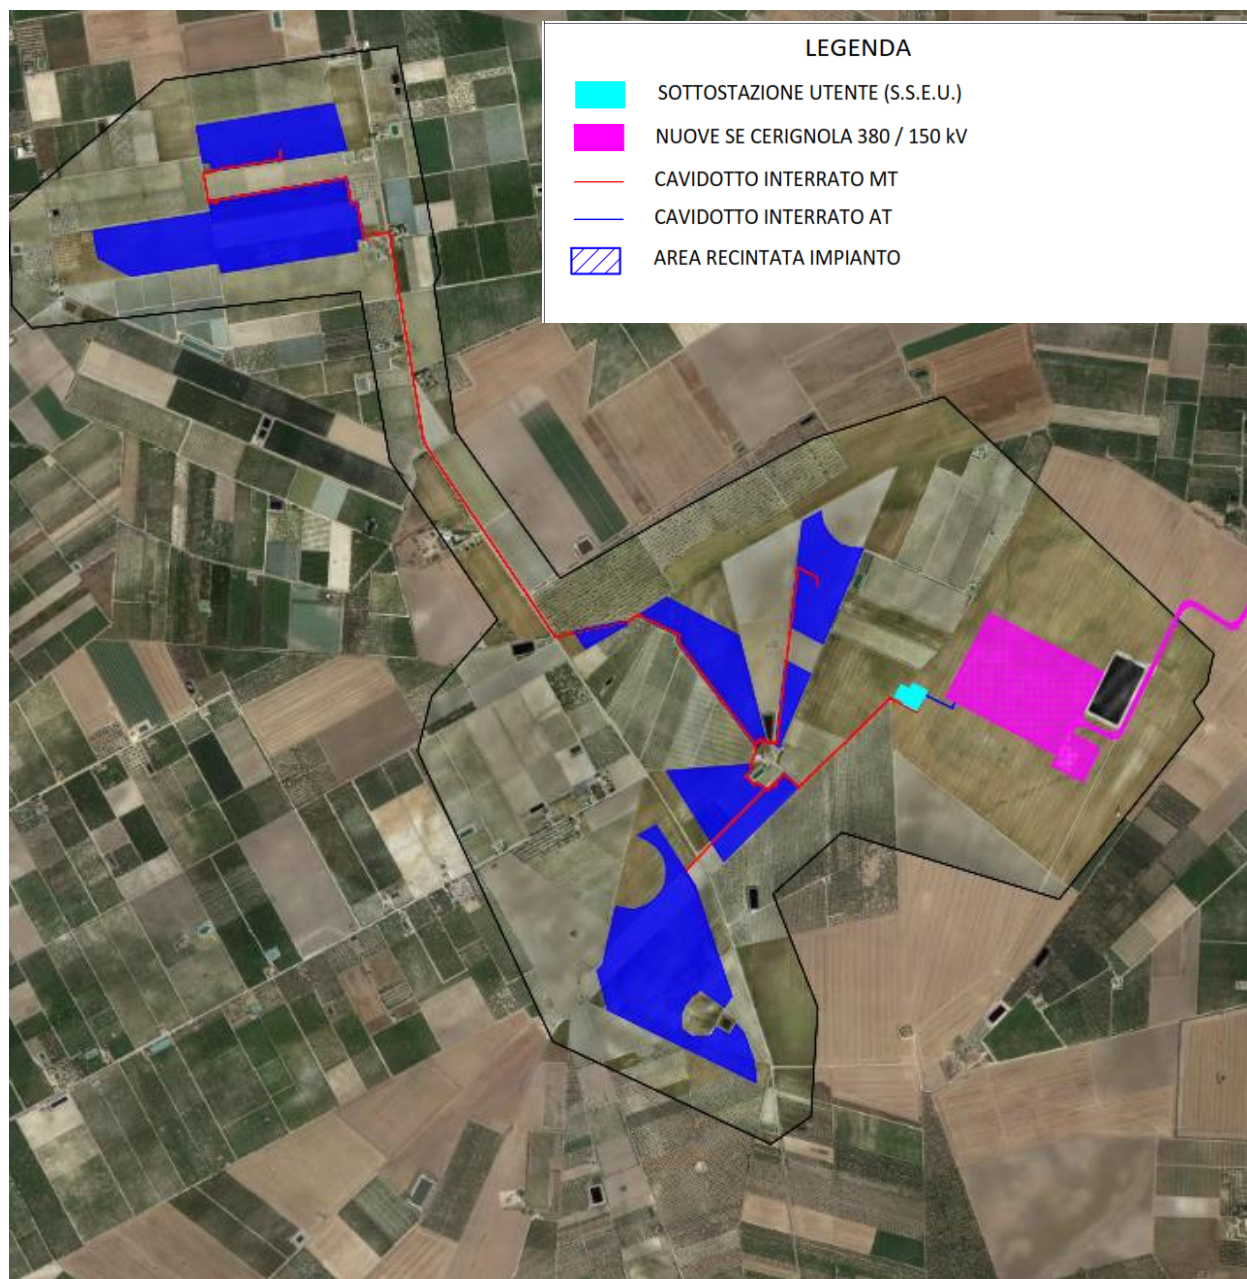 LEGENDA
SOTTOSTAZIONE UTENTE (S.S.E.U.)
NUOVE SE CERIGNOLA 380 / 150 kV
CAVIDOTTO INTERRATO MT
CAVIDOTTO INTERRATO AT
AREA RECINTATA IMPIANTO